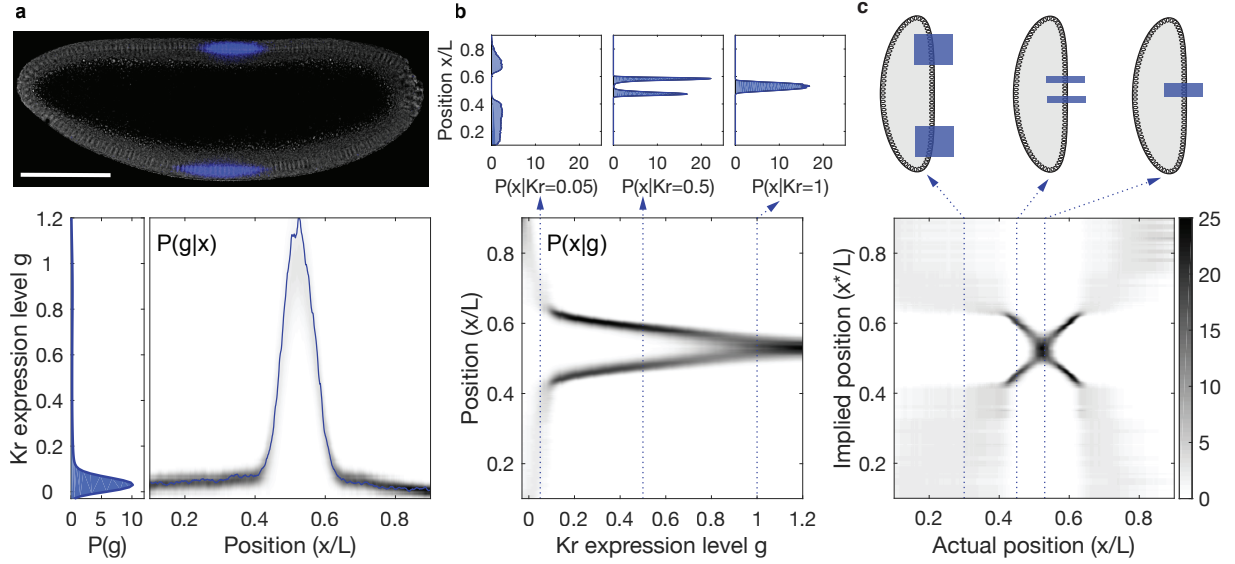 a
b
c
Position x/L
0.8
0.6
0.4
0.2
0 10 20
0 10 20
0 10 20
P(x|Kr=0.05)
P(x|Kr=0.5)
P(x|Kr=1)
Kr expression level g
1.2
1
0.8
0.6
0.4
0.2
0
0 5 10
P(g)
P(g|x)
0.2 0.4 0.6 0.8
Position (x/L)
P(x|g)
Position (x/L)
0.8
0.6
0.4
0.2
0 0.2 0.4 0.6 0.8 1 1.2
Kr expression level g
Implied position (x*/L)
0.8
0.6
0.4
0.2
0.2 0.4 0.6 0.8
Actual position (x/L)
25
20
15
10
5
0